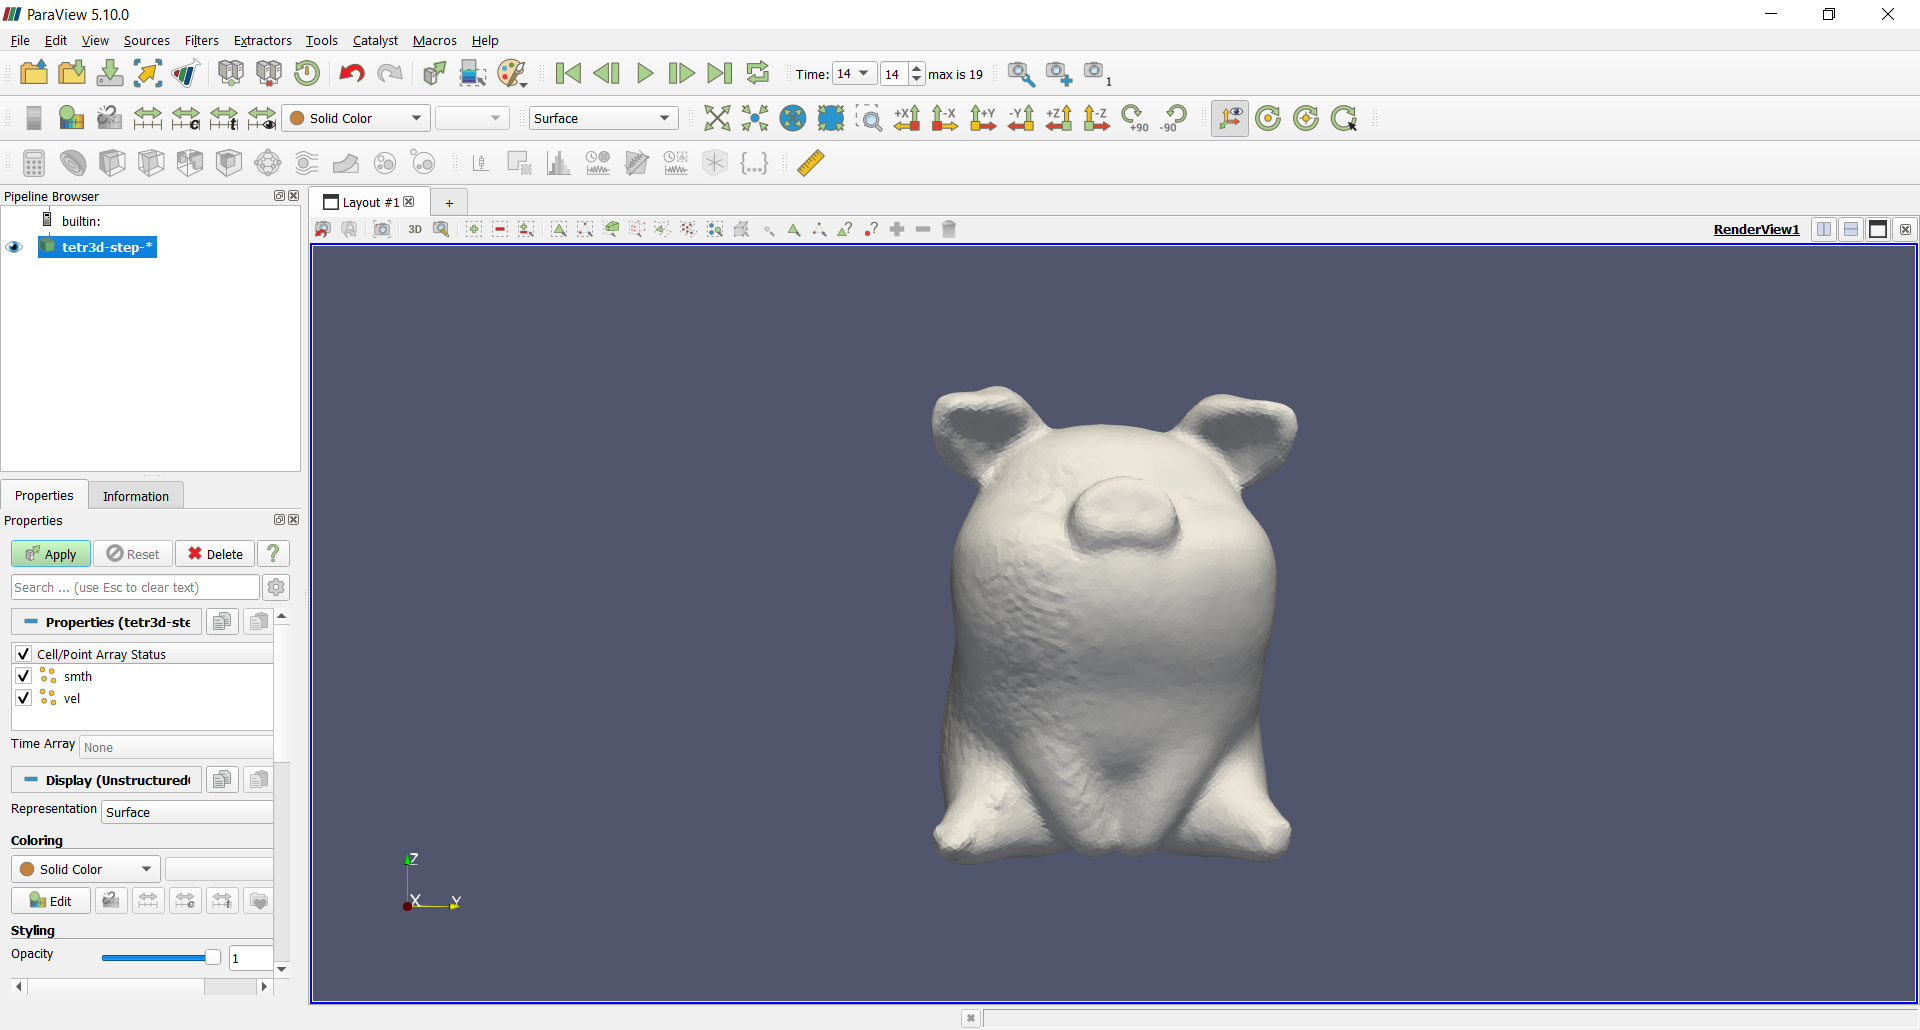 ParaView 5.10.0
File Edit View Sources Filters Extractors Tools Catalyst Macros Help
Time: 14 14 max is 19 1
Solid Color Surface +X -X +Y -Y +Z -Z +90 -90
Pipeline Browser
Layout #1 +
builtin:
3D RenderView1
tetr3d-step-*
Properties Information
Properties
Apply Reset Delete ?
Search ... (use Esc to clear text)
Properties (tetr3d-ste
Cell/Point Array Status
smth
vel
Time Array None
Display (Unstructured
Representation Surface
Coloring
Solid Color
Edit
Styling
Opacity 1
Z
X Y